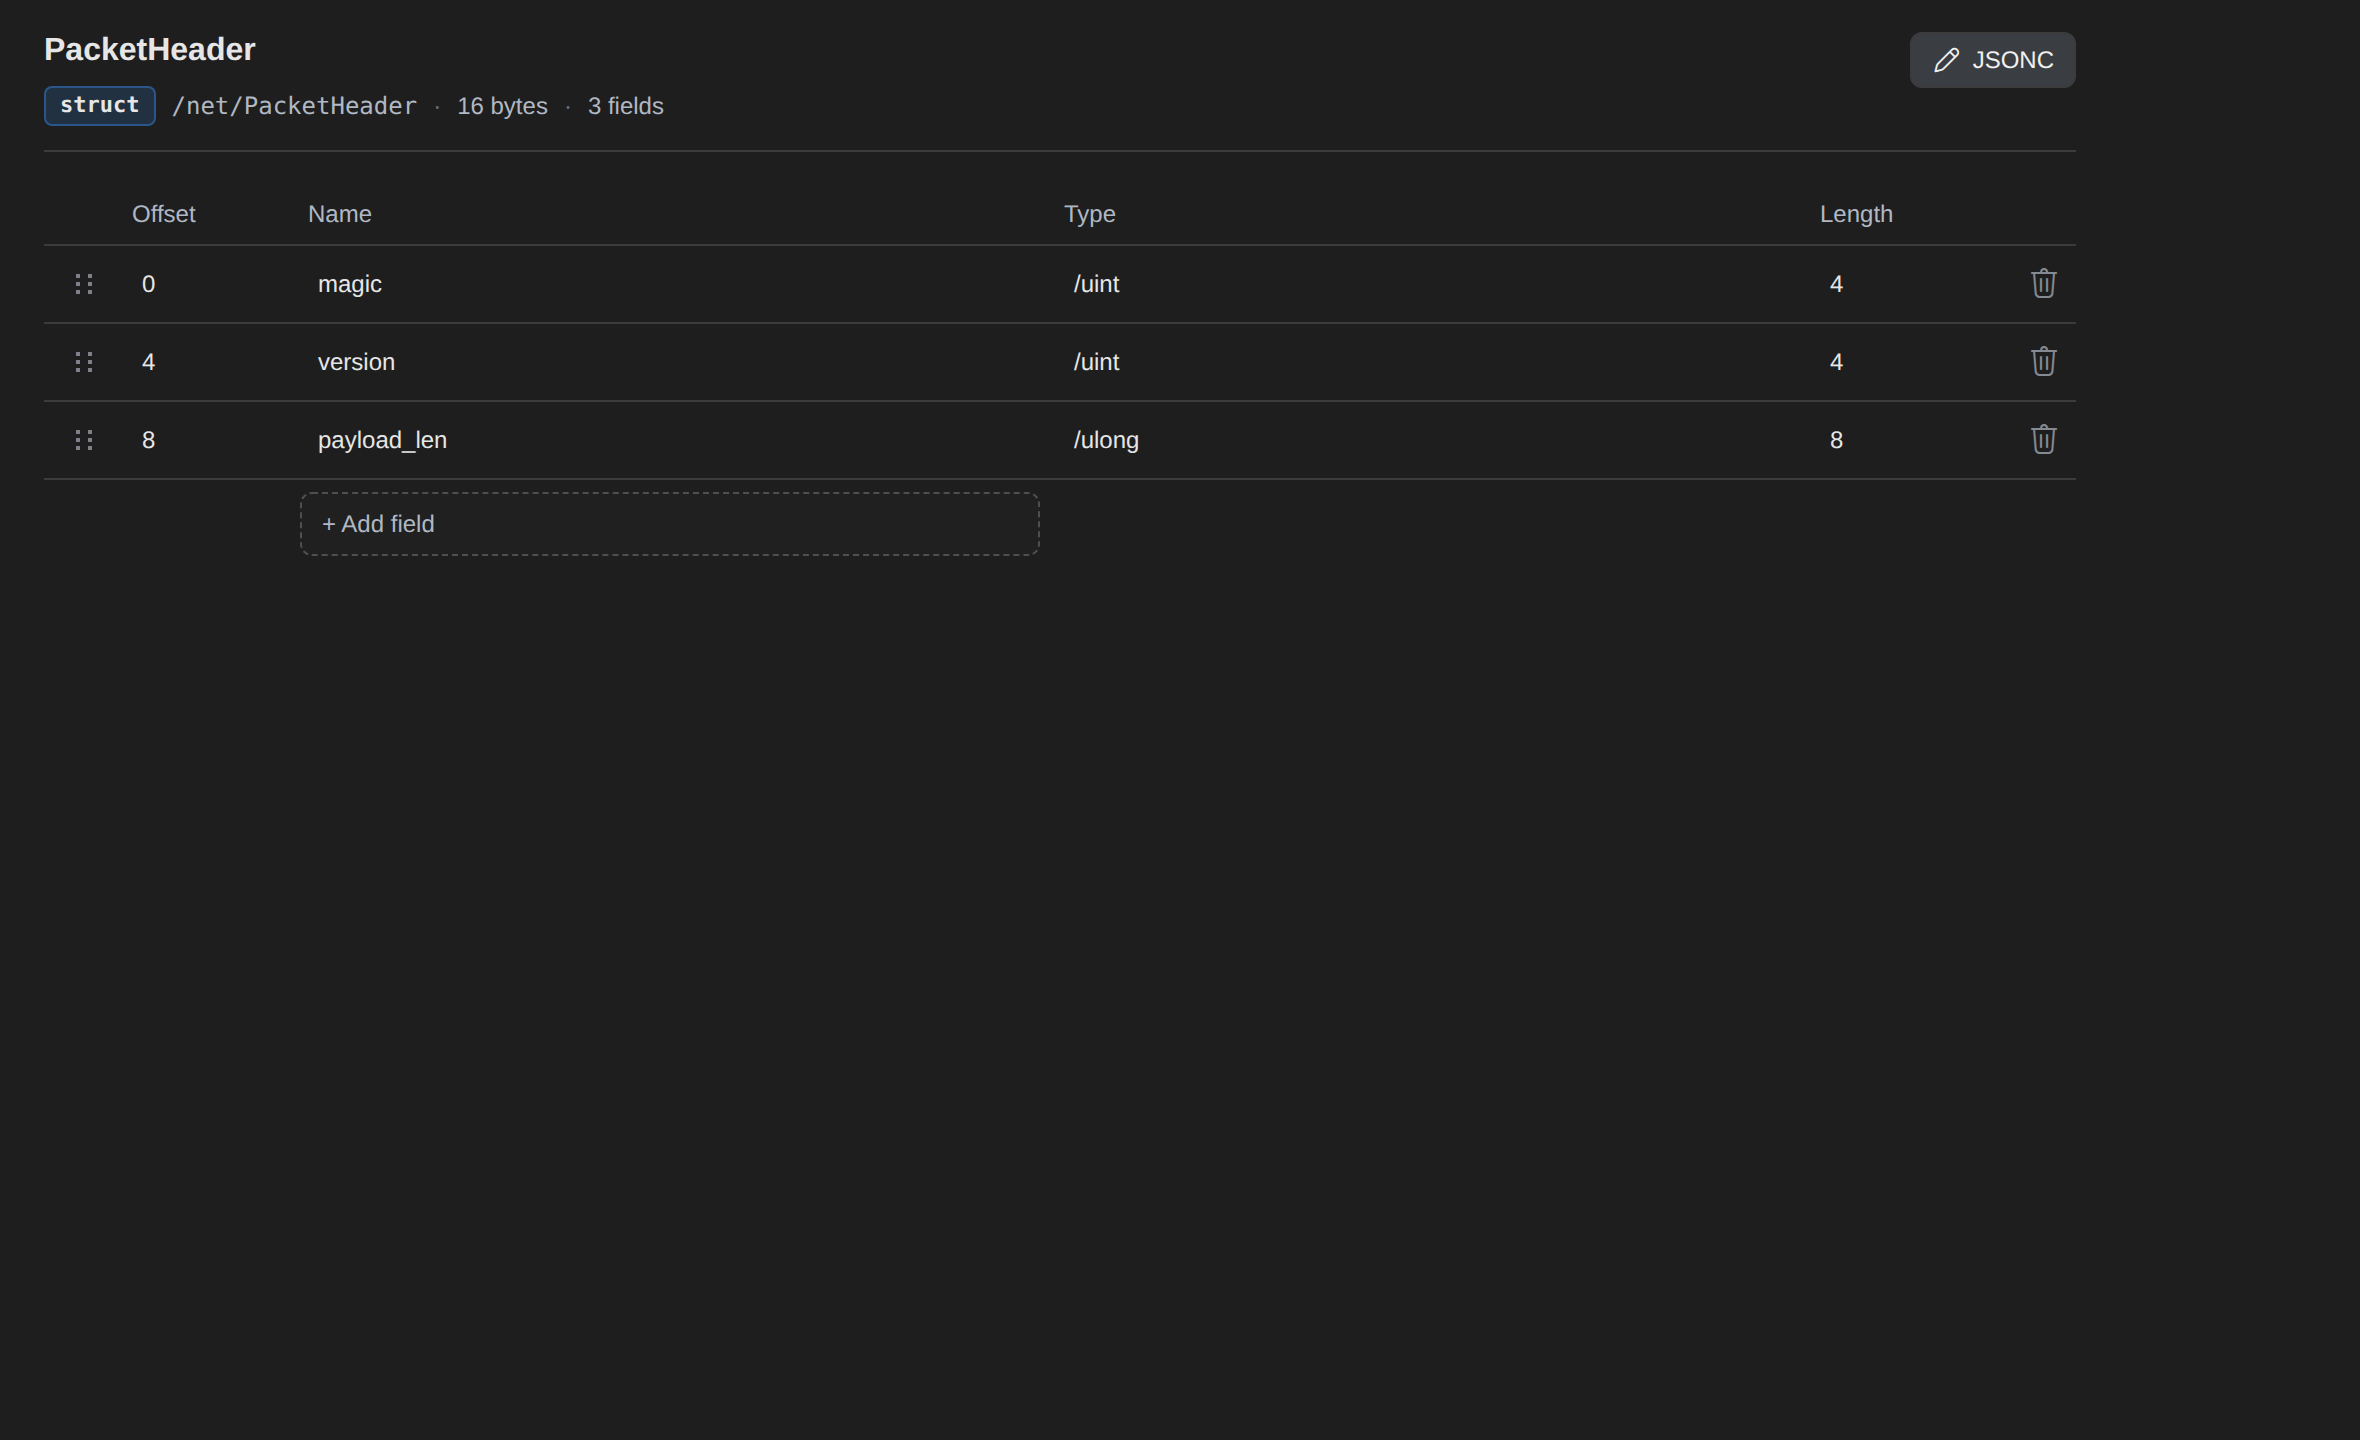 PacketHeader
JSONC
struct /net/PacketHeader · 16 bytes · 3 fields
Offset Name Type Length
0 magic /uint 4
4 version /uint 4
8 payload_len /ulong 8
+ Add field